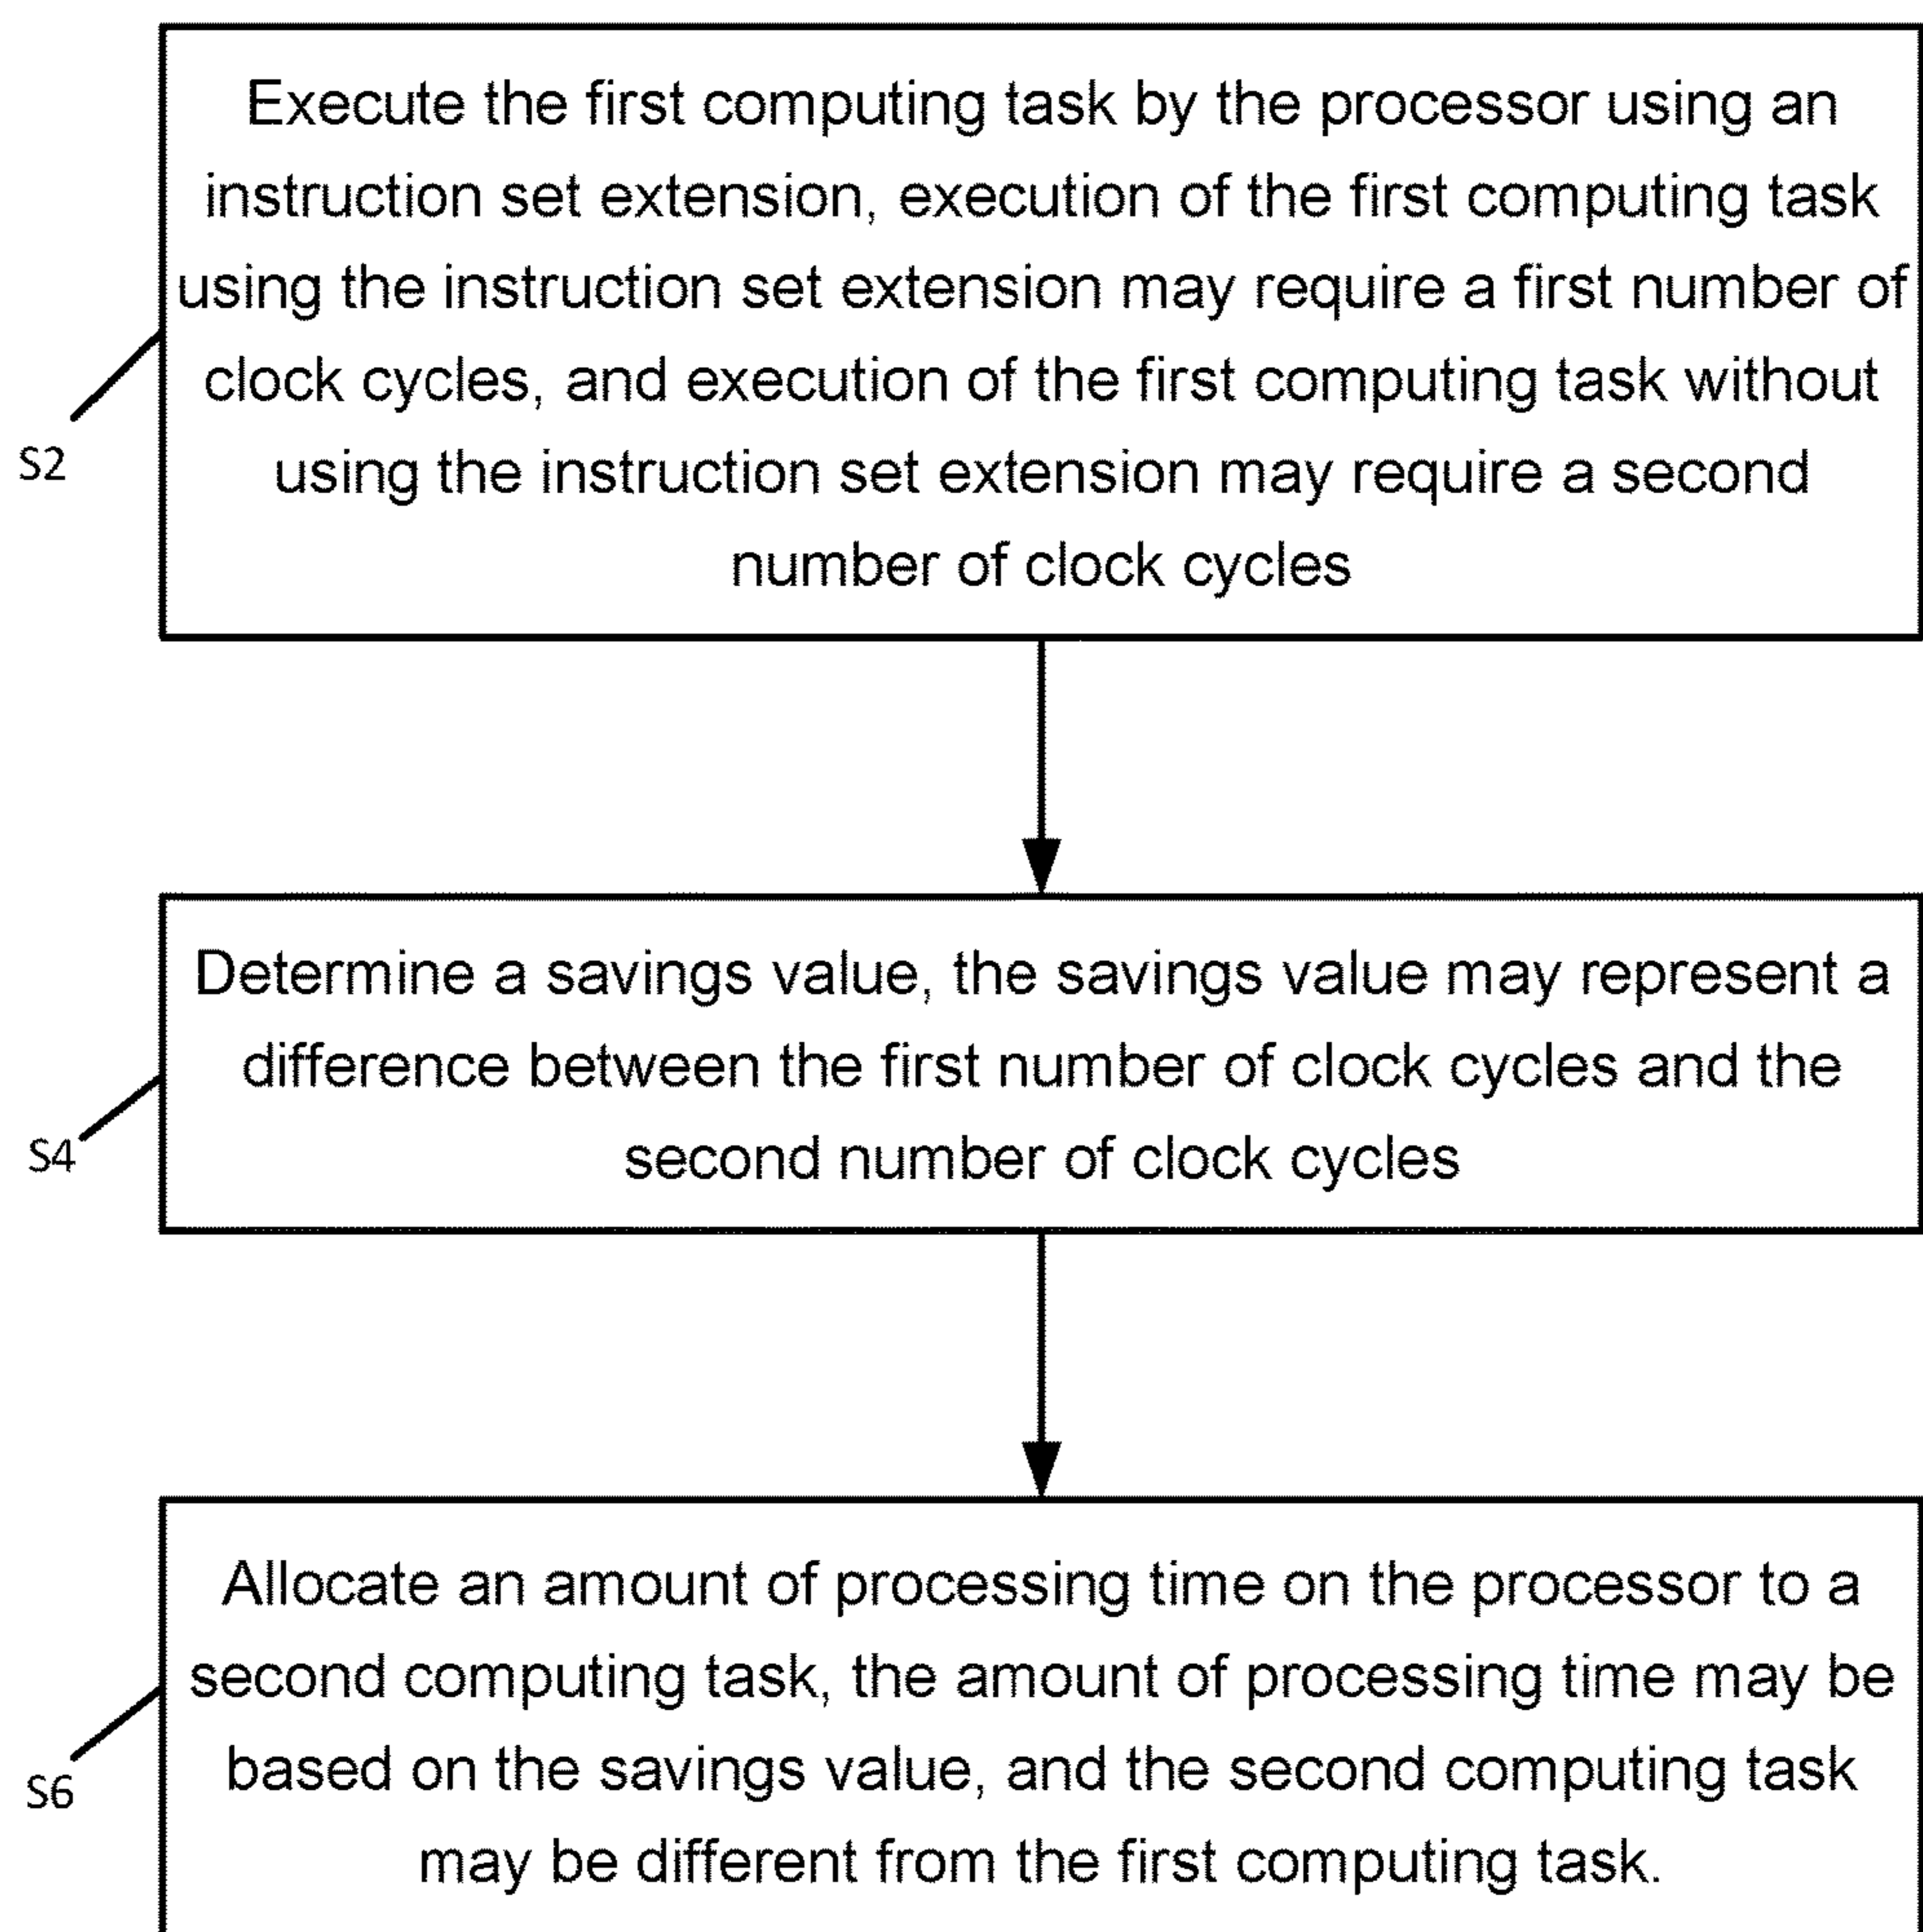 Execute the first computing task by the processor using an
instruction set extension, execution of the first computing task
using the instruction set extension may require a first number of
clock cycles, and execution of the first computing task without
using the instruction set extension may require a second
number of clock cycles
S2
Determine a savings value, the savings value may represent a
difference between the first number of clock cycles and the
second number of clock cycles
S4
Allocate an amount of processing time on the processor to a
second computing task, the amount of processing time may be
based on the savings value, and the second computing task
may be different from the first computing task.
S6